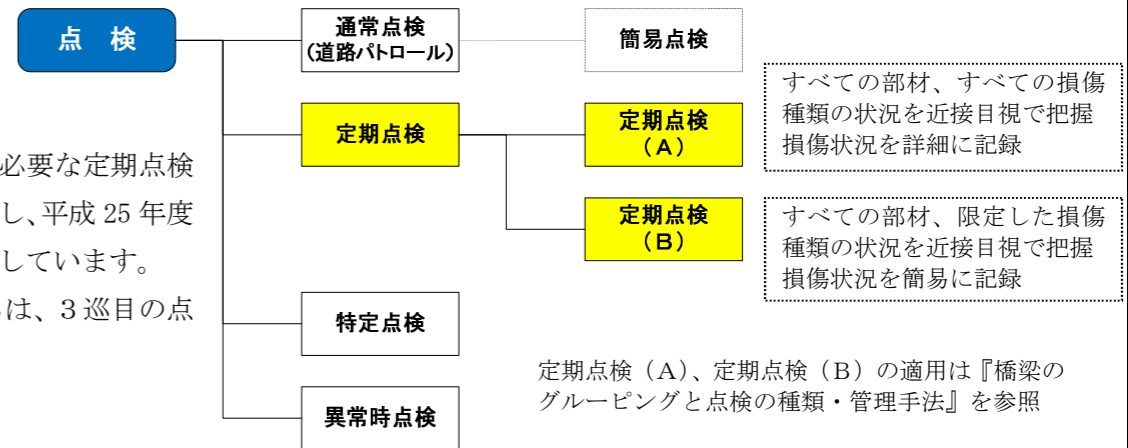 点　検
通常点検
(道路パトロール)
簡易点検
定期点検
定期点検
（Ａ）
すべての部材、すべての損傷
種類の状況を近接目視で把握
損傷状況を詳細に記録
定期点検
（Ｂ）
すべての部材、限定した損傷
種類の状況を近接目視で把握
損傷状況を簡易に記録
特定点検
異常時点検
必要な定期点検
し、平成 25 年度
しています。
は、３巡目の点
定期点検（Ａ）、定期点検（Ｂ）の適用は『橋梁の
グルーピングと点検の種類・管理手法』を参照